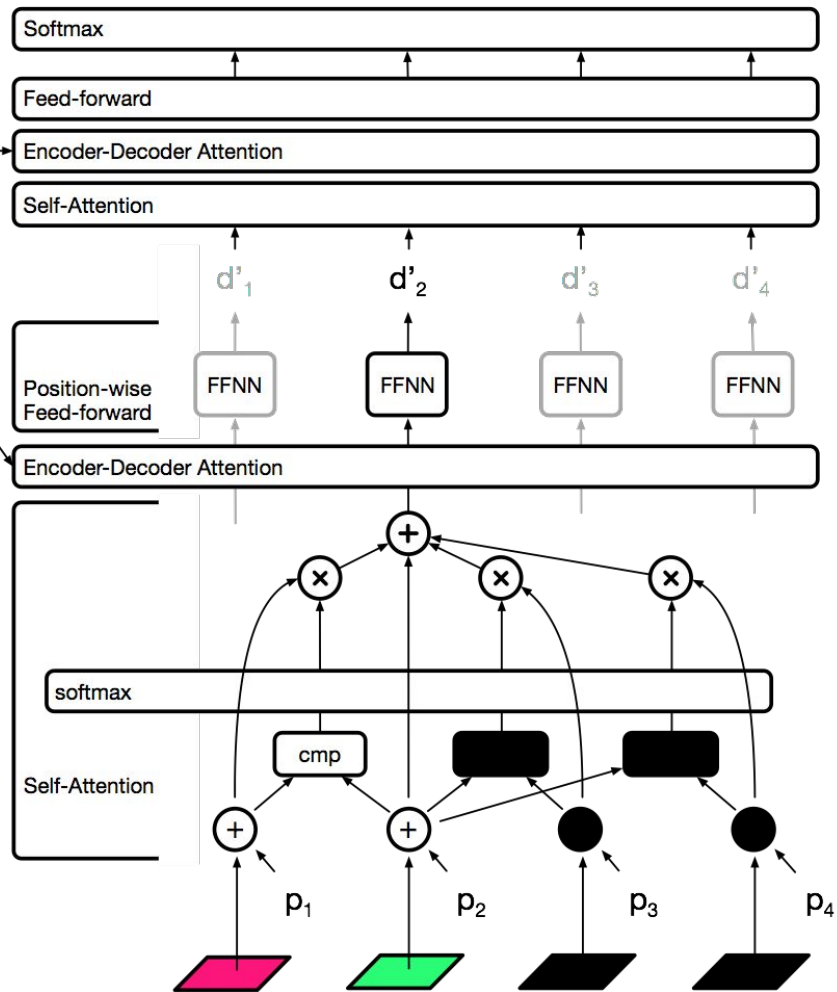 Softmax
Feed-forward
Encoder-Decoder Attention
Self-Attention
d'₁ d'₂ d'₃ d'₄
FFNN FFNN FFNN FFNN
Position-wise
Feed-forward
Encoder-Decoder Attention
+
× × ×
softmax
cmp
Self-Attention
+ +
p₁ p₂ p₃ p₄